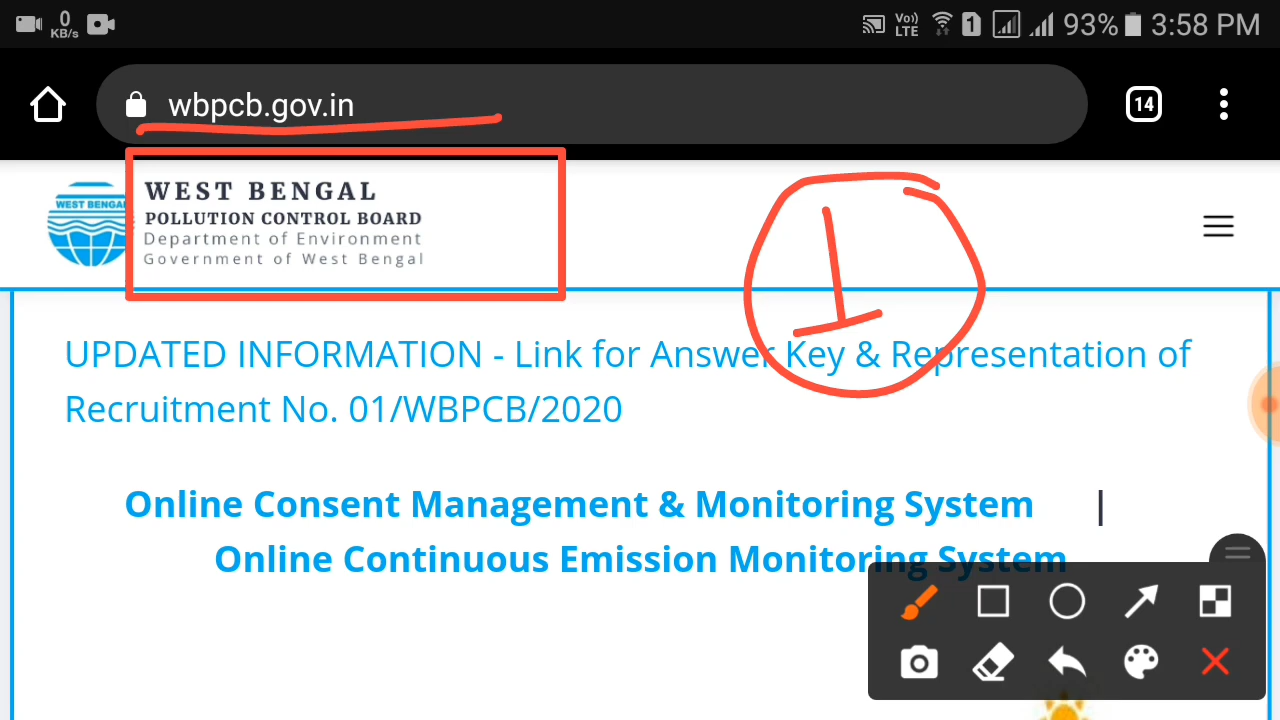 0
KB/s
Vo))
LTE
1
93%
3:58 PM
wbpcb.gov.in
14
WEST BENGAL
WEST BENGAL
POLLUTION CONTROL BOARD
Department of Environment
Government of West Bengal
1
UPDATED INFORMATION - Link for Answer Key & Representation of
Recruitment No. 01/WBPCB/2020
Online Consent Management & Monitoring System |
Online Continuous Emission Monitoring System